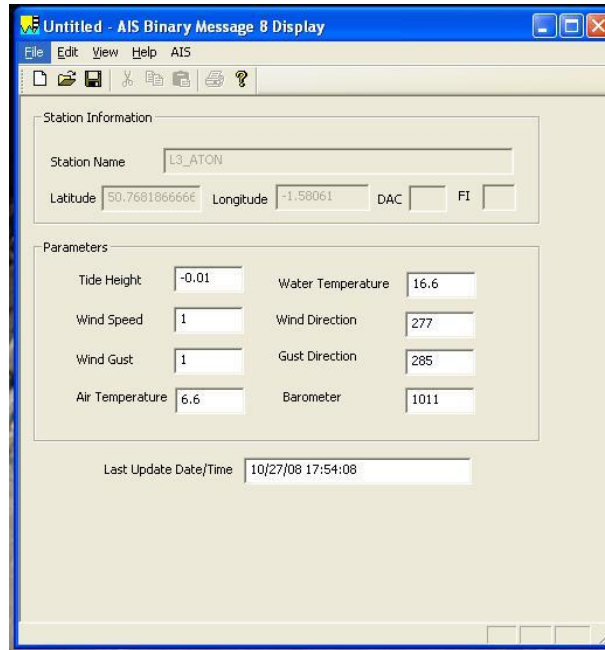 Untitled - AIS Binary Message 8 Display
File Edit View Help AIS
Station Information
Station Name L3_ATON
Latitude 50.7681866666 Longitude -1.58061 DAC FI
Parameters
Tide Height -0.01 Water Temperature 16.6
Wind Speed 1 Wind Direction 277
Wind Gust 1 Gust Direction 285
Air Temperature 6.6 Barometer 1011
Last Update Date/Time 10/27/08 17:54:08